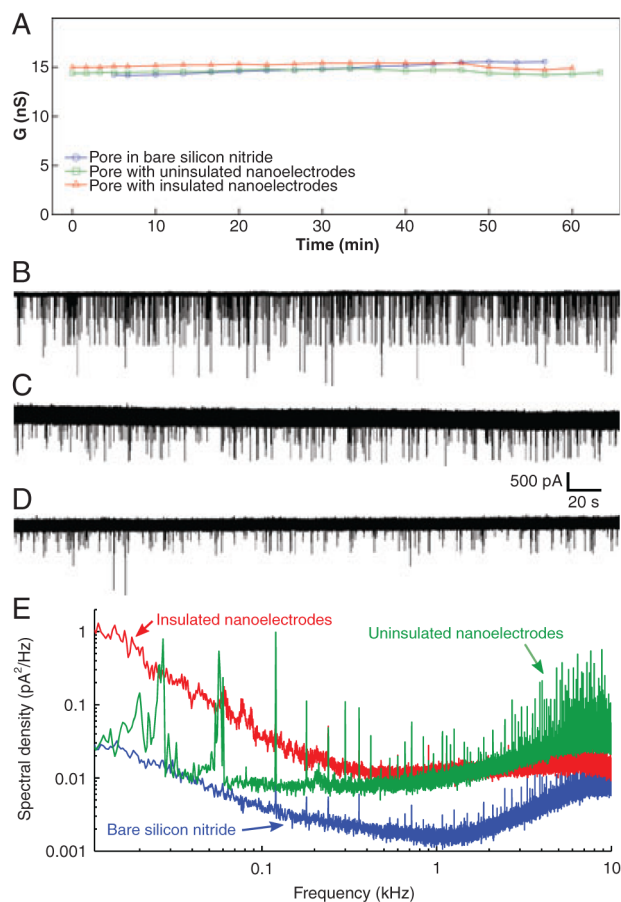 A
G (nS)
15
10
5
0
Pore in bare silicon nitride
Pore with uninsulated nanoelectrodes
Pore with insulated nanoelectrodes
0 10 20 30 40 50 60
Time (min)
B
C
500 pA
20 s
D
E
Spectral density (pA²/Hz)
1
0.1
0.01
0.001
Insulated nanoelectrodes
Uninsulated nanoelectrodes
Bare silicon nitride
0.1 1 10
Frequency (kHz)